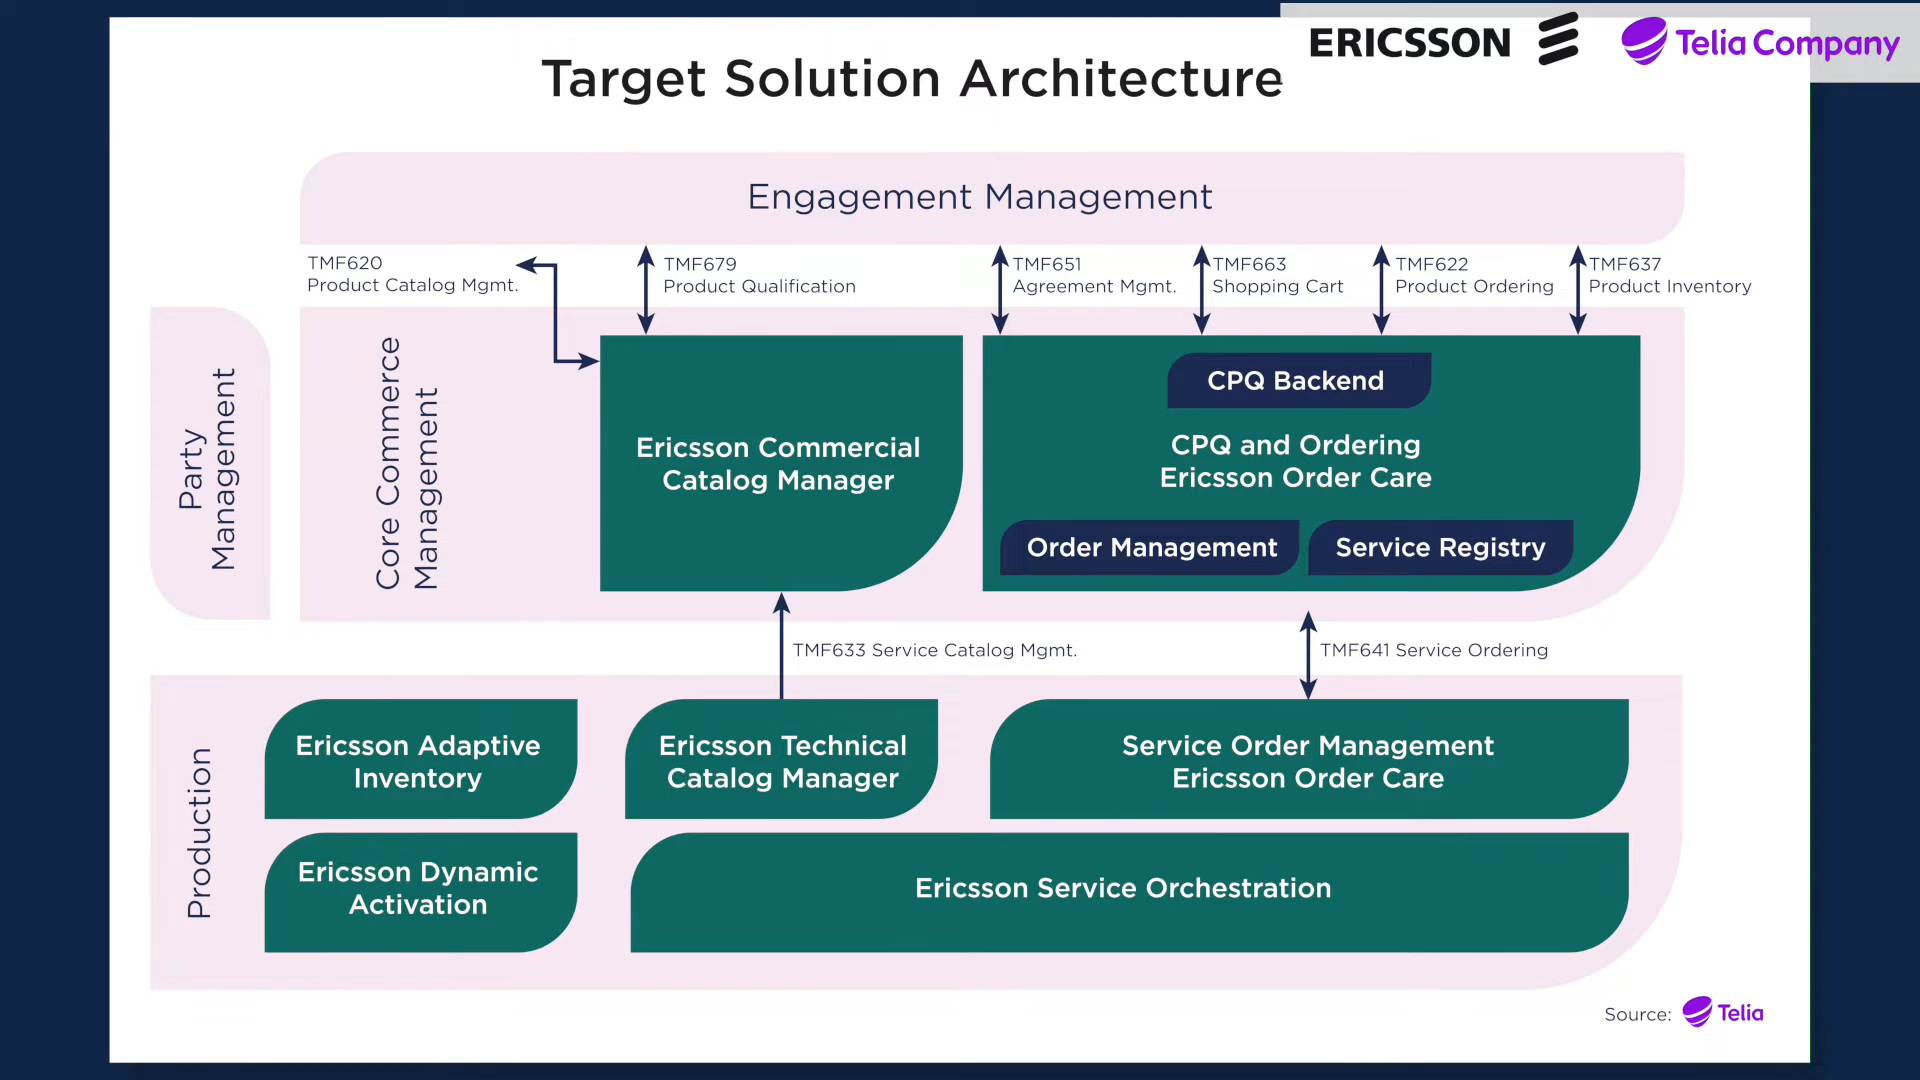 ERICSSON
Telia Company
Target Solution Architecture
Engagement Management
TMF620
Product Catalog Mgmt.
TMF679
Product Qualification
TMF651
Agreement Mgmt.
TMF663
Shopping Cart
TMF622
Product Ordering
TMF637
Product Inventory
Party
Management
Core Commerce
Management
Ericsson Commercial
Catalog Manager
CPQ Backend
CPQ and Ordering
Ericsson Order Care
Order Management
Service Registry
TMF633 Service Catalog Mgmt.
TMF641 Service Ordering
Production
Ericsson Adaptive
Inventory
Ericsson Technical
Catalog Manager
Service Order Management
Ericsson Order Care
Ericsson Dynamic
Activation
Ericsson Service Orchestration
Source: Telia